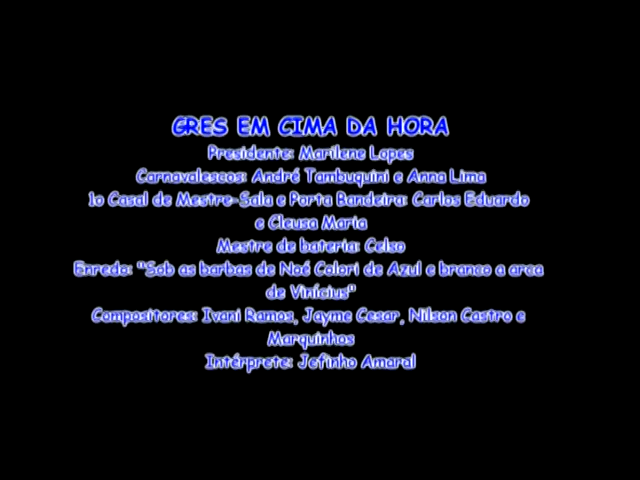 GRES EM CIMA DA HORA
Presidente: Marilene Lopes
Carnavalescos: André Tambuquini e Anna Lima
1o Casal de Mestre-Sala e Porta Bandeira: Carlos Eduardo
e Cleusa Maria
Mestre de bateria: Celso
Enredo: "Sob as barbas de Noé Colori de Azul e branco a arca
de Vinícius"
Compositores: Ivani Ramos, Jayme Cesar, Nilson Castro e
Marquinhos
Intérprete: Jefinho Amaral